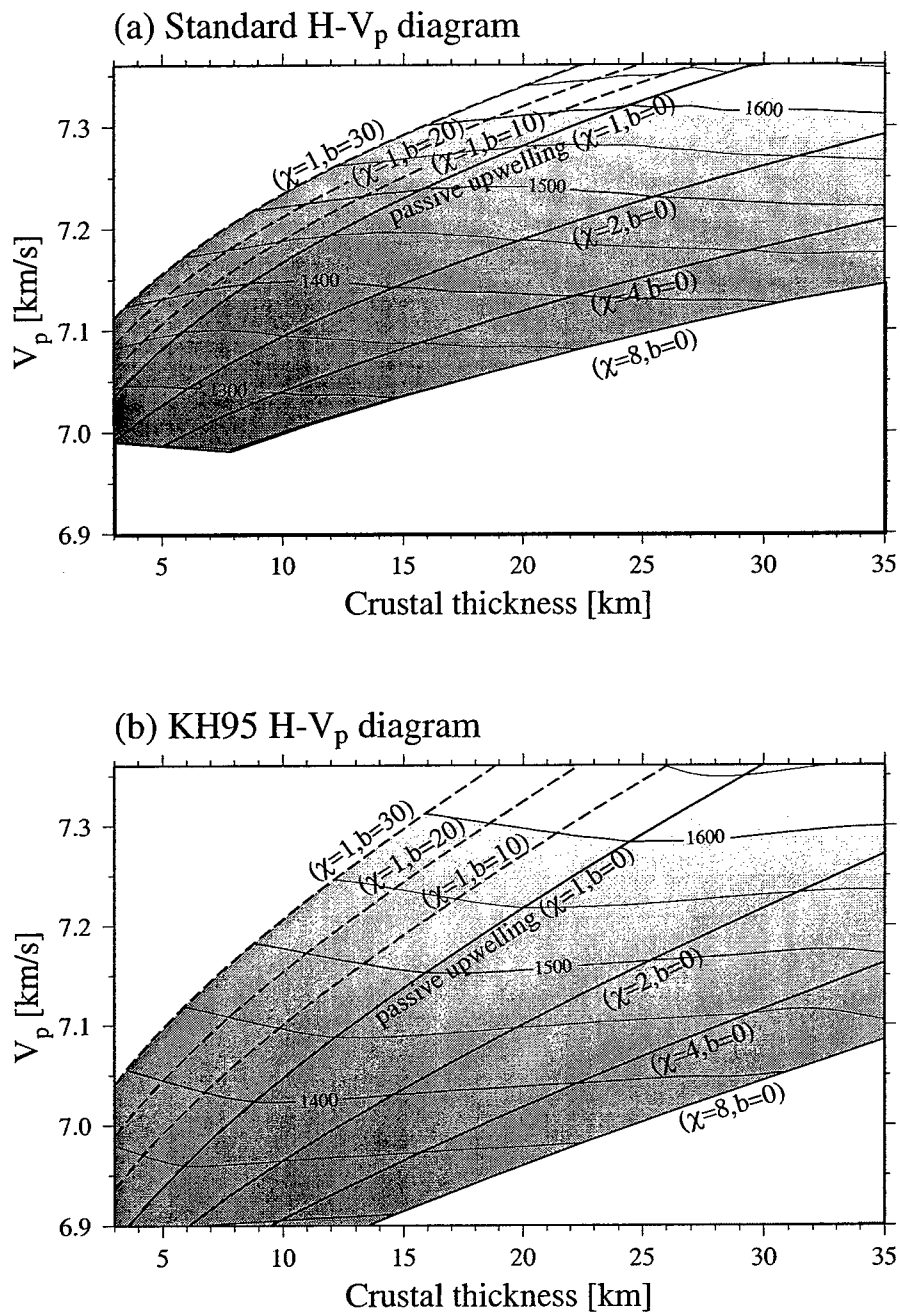 (a) Standard H-Vp diagram
7.3
7.2
7.1
7.0
6.9
Vp [km/s]
(χ=1,b=30)
(χ=1,b=20)
(χ=1,b=10)
passive upwelling (χ=1,b=0)
(χ=2,b=0)
(χ=4,b=0)
(χ=8,b=0)
1600
1500
1400
1300
5 10 15 20 25 30 35
Crustal thickness [km]
(b) KH95 H-Vp diagram
7.3
7.2
7.1
7.0
6.9
Vp [km/s]
(χ=1,b=30)
(χ=1,b=20)
(χ=1,b=10)
passive upwelling (χ=1,b=0)
(χ=2,b=0)
(χ=4,b=0)
(χ=8,b=0)
1600
1500
1400
5 10 15 20 25 30 35
Crustal thickness [km]